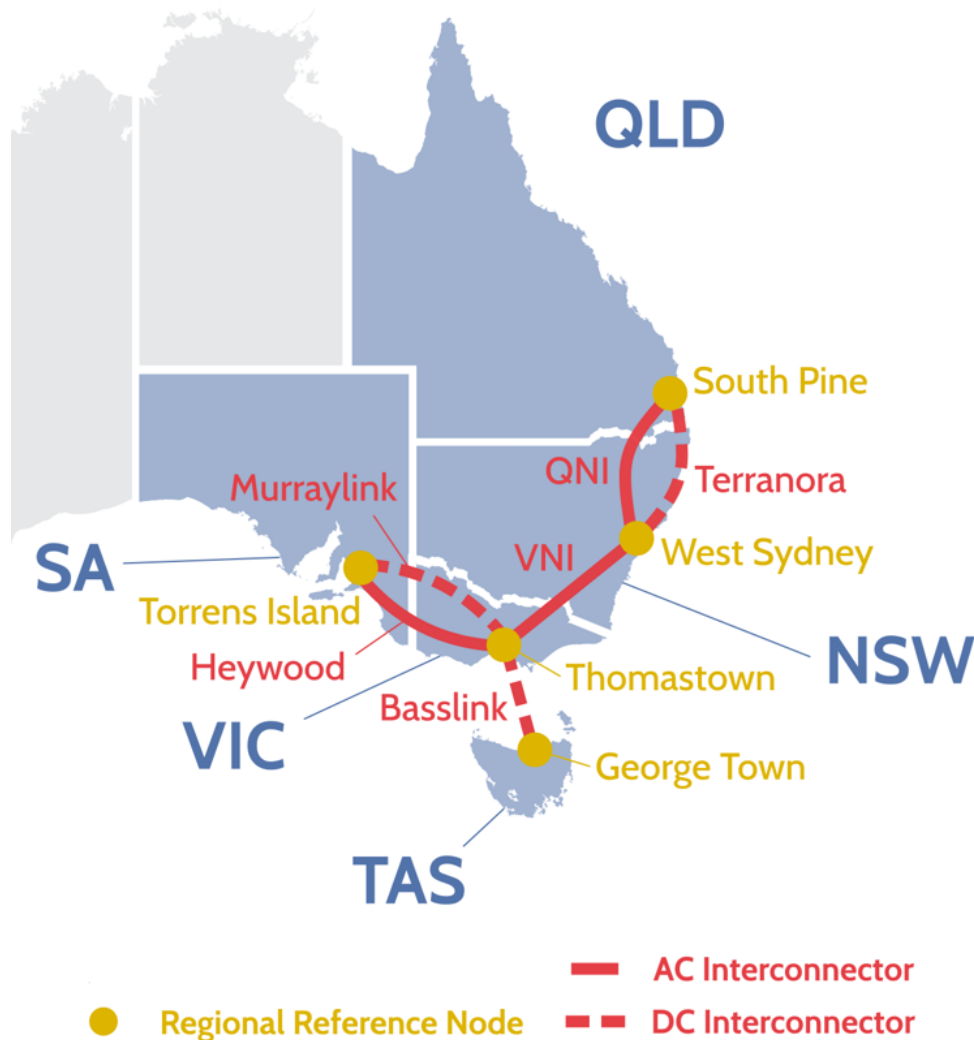 QLD
South Pine
QNI
Terranora
Murraylink
VNI
West Sydney
SA
Torrens Island
NSW
Heywood
Thomastown
Basslink
VIC
George Town
TAS
AC Interconnector
Regional Reference Node
DC Interconnector